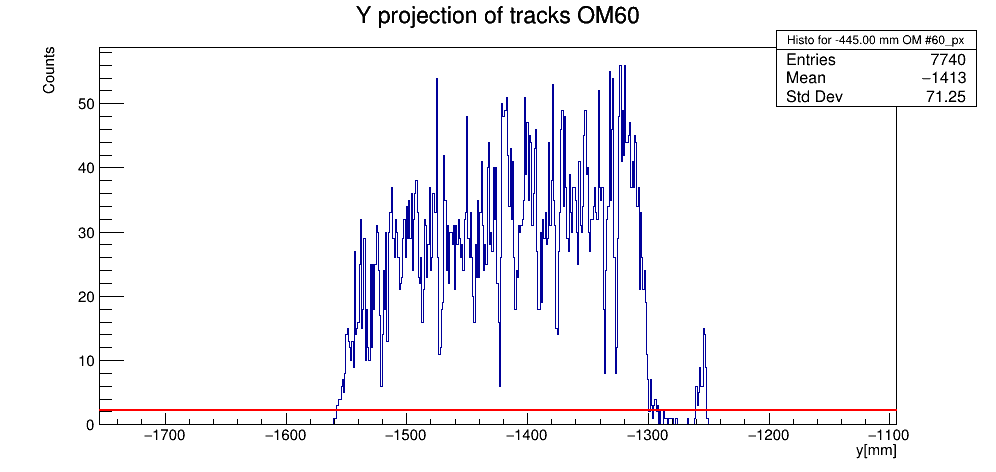 Y projection of tracks OM60
Histo for -445.00 mm OM #60_px
Entries 7740
Mean −1413
Std Dev 71.25
Counts
50
40
30
20
10
0
−1700 −1600 −1500 −1400 −1300 −1200 −1100
y[mm]